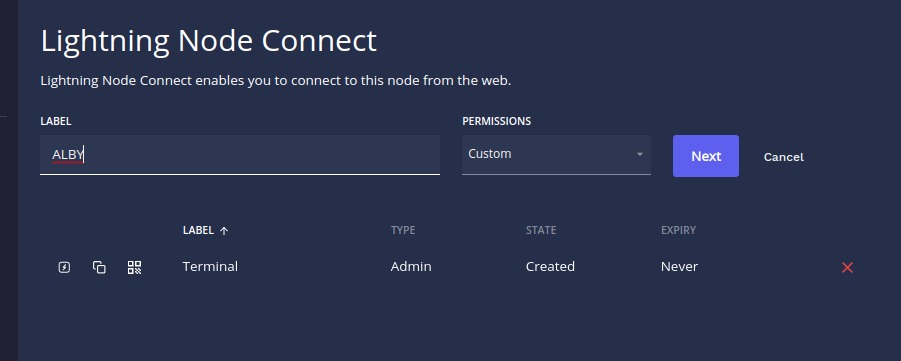 Lightning Node Connect
Lightning Node Connect enables you to connect to this node from the web.
LABEL PERMISSIONS
ALBY Custom Next Cancel
LABEL ↑ TYPE STATE EXPIRY
Terminal Admin Created Never